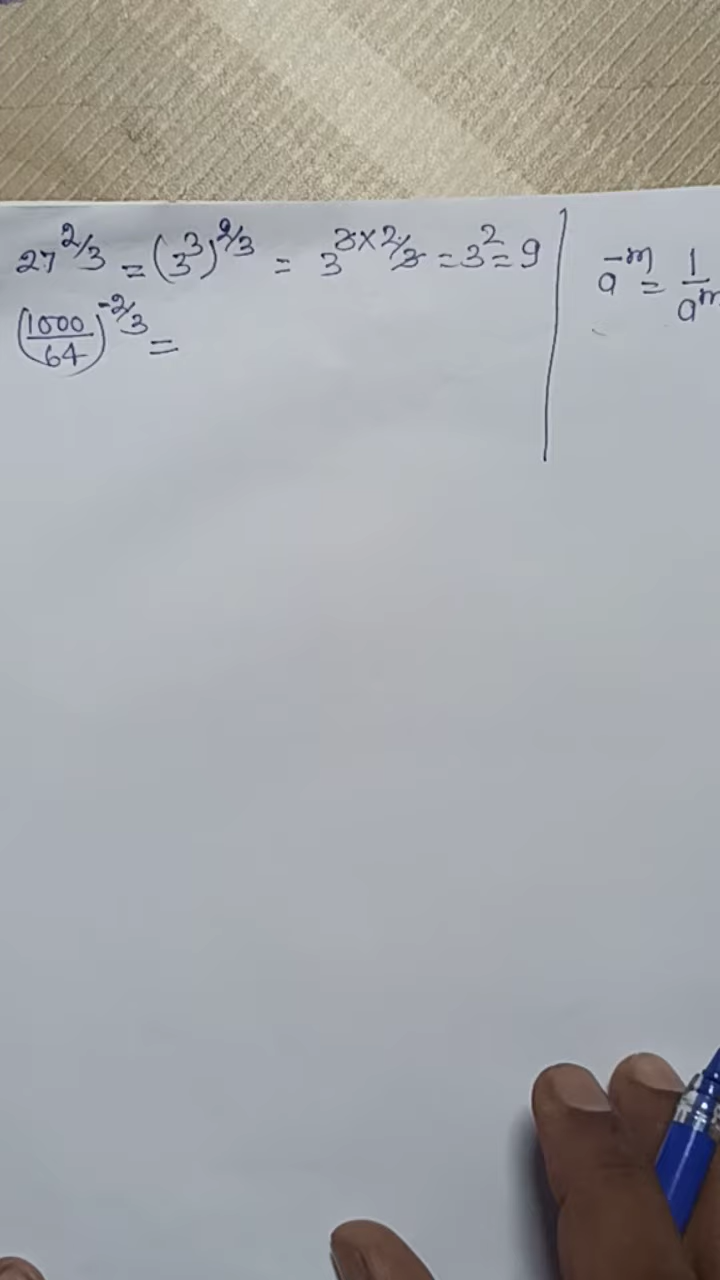 27^{2/3} = (3^3)^{2/3} = 3^{3×2/3} = 3^2 = 9
(1000/64)^{-2/3} =
a^{-m} = 1/a^m